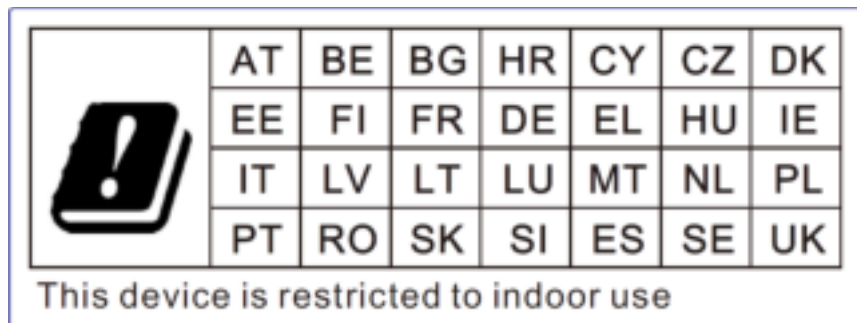 AT BE BG HR CY CZ DK
EE FI FR DE EL HU IE
IT LV LT LU MT NL PL
PT RO SK SI ES SE UK
This device is restricted to indoor use